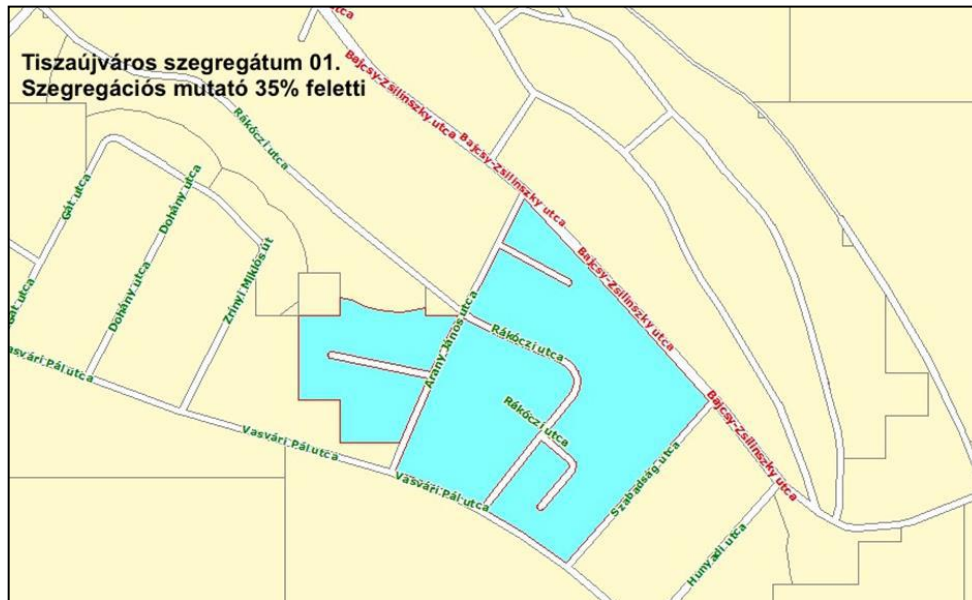 utca
Tiszaújváros szegregátum 01.
Szegregációs mutató 35% feletti
Bajcsy-Zsilinszky utca
Rákóczi utca
Bajcsy-Zsilinszky utca
Gát utca
Dohány utca
Bajcsy-Zsilinszky utca
Zrínyi Miklós út
Dohány utca
Gát utca
Arany János utca
Rákóczi utca
Vasvári Pál utca
Rákóczi utca
Bajcsy-Zsilinszky utca
Vasvári Pál utca
Vasvári Pál utca
Szabadság utca
Hunyadi utca